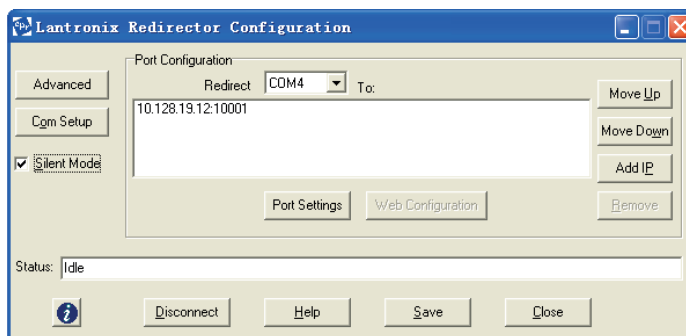 Lantronix Redirector Configuration
Port Configuration
Redirect COM4 To:
Advanced
Com Setup
Silent Mode
10.128.19.12:10001
Move Up
Move Down
Add IP
Remove
Port Settings
Web Configuration
Status: Idle
Disconnect
Help
Save
Close